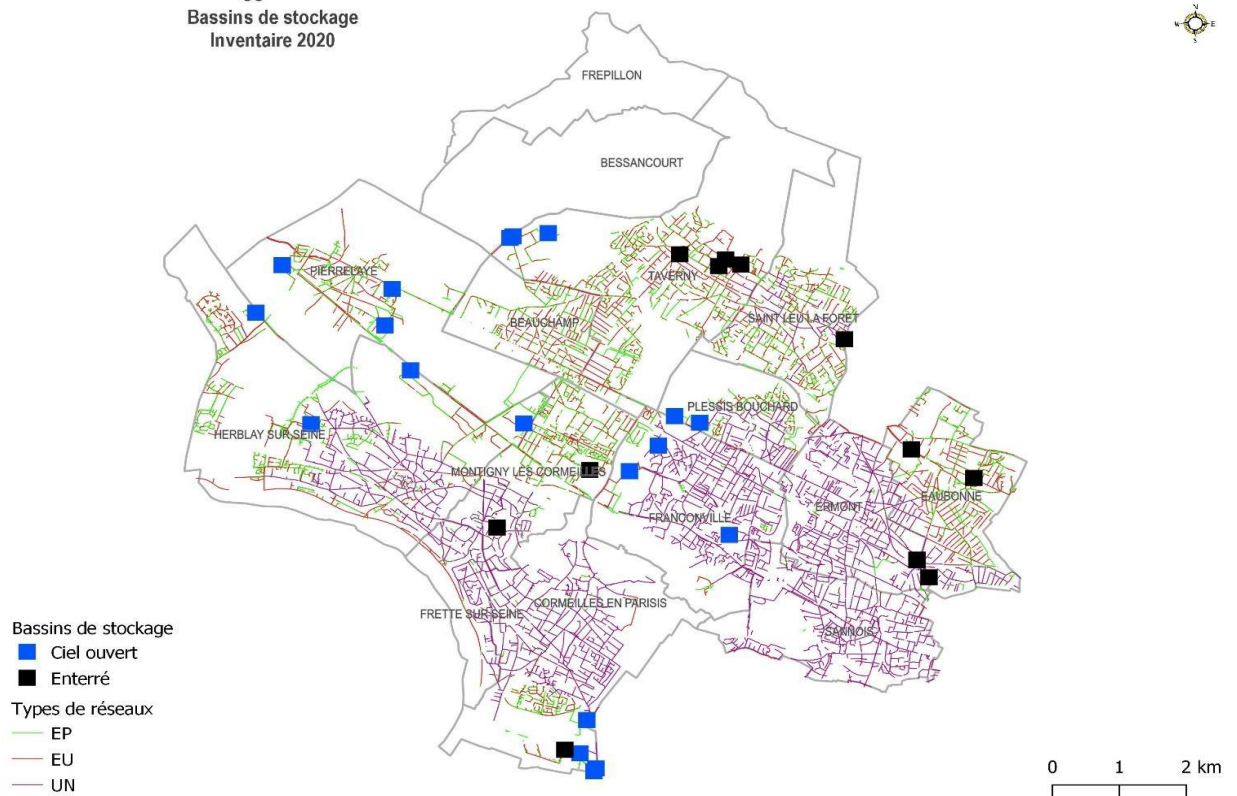 Bassins de stockage
Inventaire 2020
N
W E
S
FREPILLON
BESSANCOURT
PIERRELAYE
TAVERNY
BEAUCHAMP
SAINT LEU LA FORET
PLESSIS BOUCHARD
HERBLAY SUR SEINE
MONTIGNY LES CORMEILLES
EAUBONNE
FRANCONVILLE
ERMONT
CORMEILLES EN PARISIS
FRETTE SUR SEINE
SANNOIS
Bassins de stockage
Ciel ouvert
Enterré
Types de réseaux
EP
EU
UN
0 1 2 km